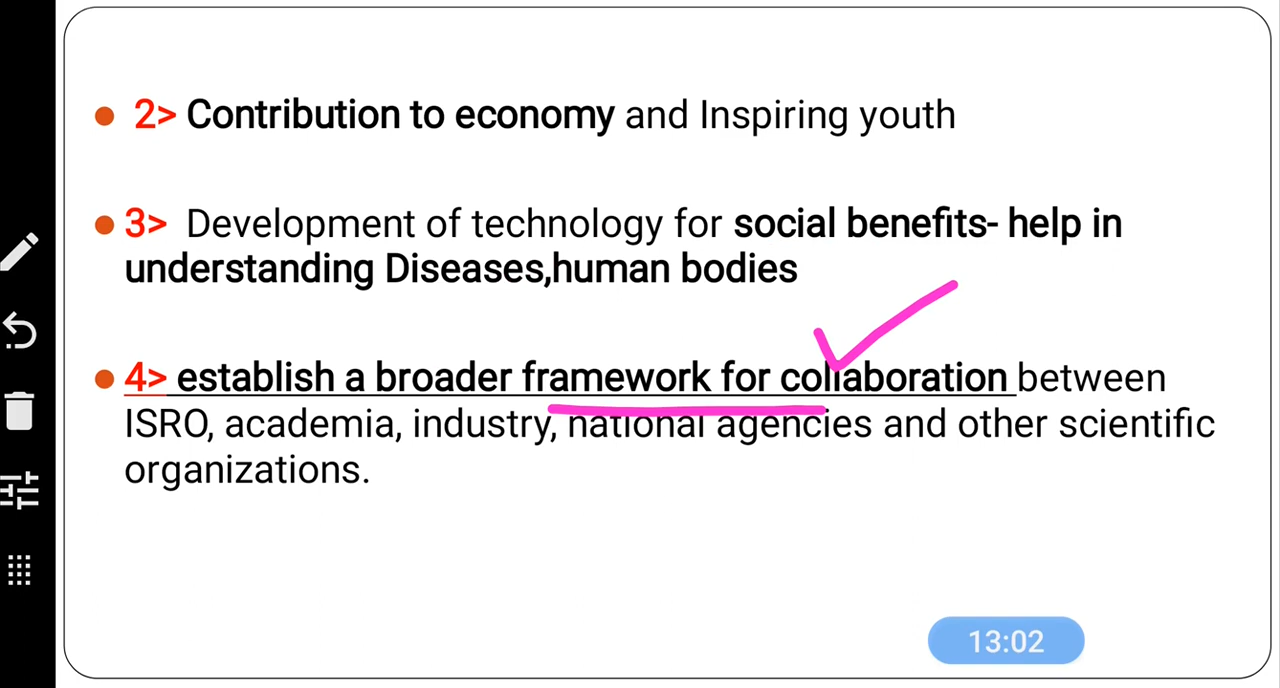 2> Contribution to economy and Inspiring youth
3> Development of technology for social benefits- help in
understanding Diseases,human bodies
4> establish a broader framework for collaboration between
ISRO, academia, industry, national agencies and other scientific
organizations.
13:02